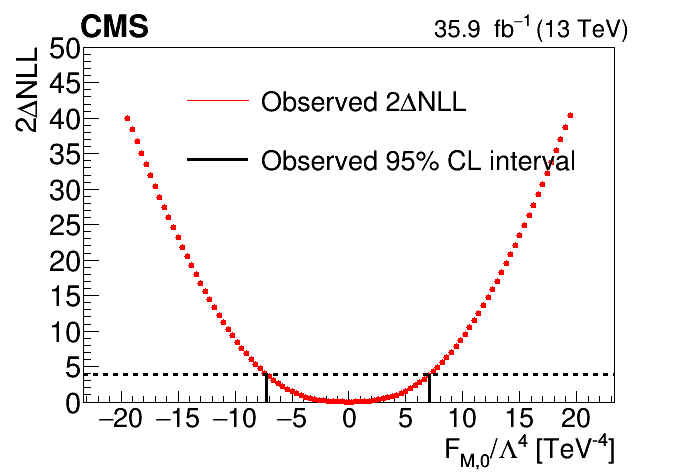 CMS 35.9 fb⁻¹ (13 TeV)
2ΔNLL
50
45
40
35
30
25
20
15
10
5
0
Observed 2ΔNLL
Observed 95% CL interval
−20 −15 −10 −5 0 5 10 15 20
F_M,0/Λ⁴ [TeV⁻⁴]